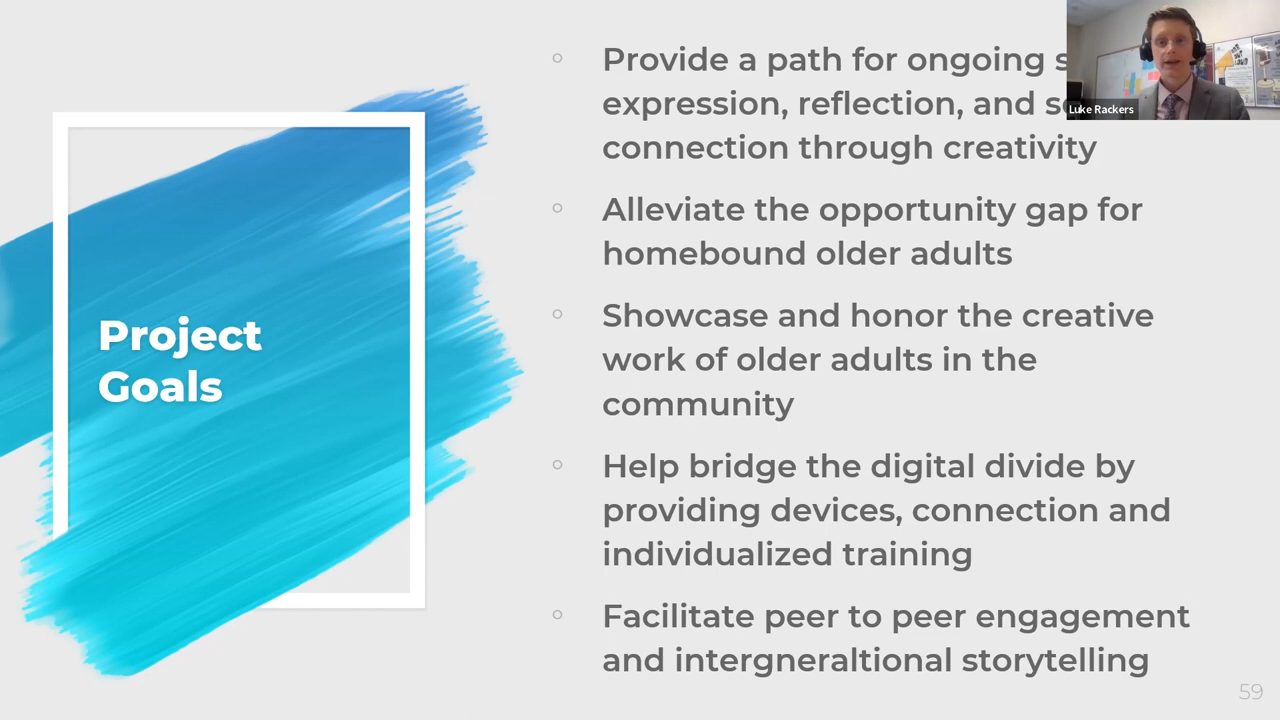 Project
Goals
Provide a path for ongoing
expression, reflection, and
connection through creativity
Alleviate the opportunity gap for
homebound older adults
Showcase and honor the creative
work of older adults in the
community
Help bridge the digital divide by
providing devices, connection and
individualized training
Facilitate peer to peer engagement
and intergneraltional storytelling
Luke Rackers
59